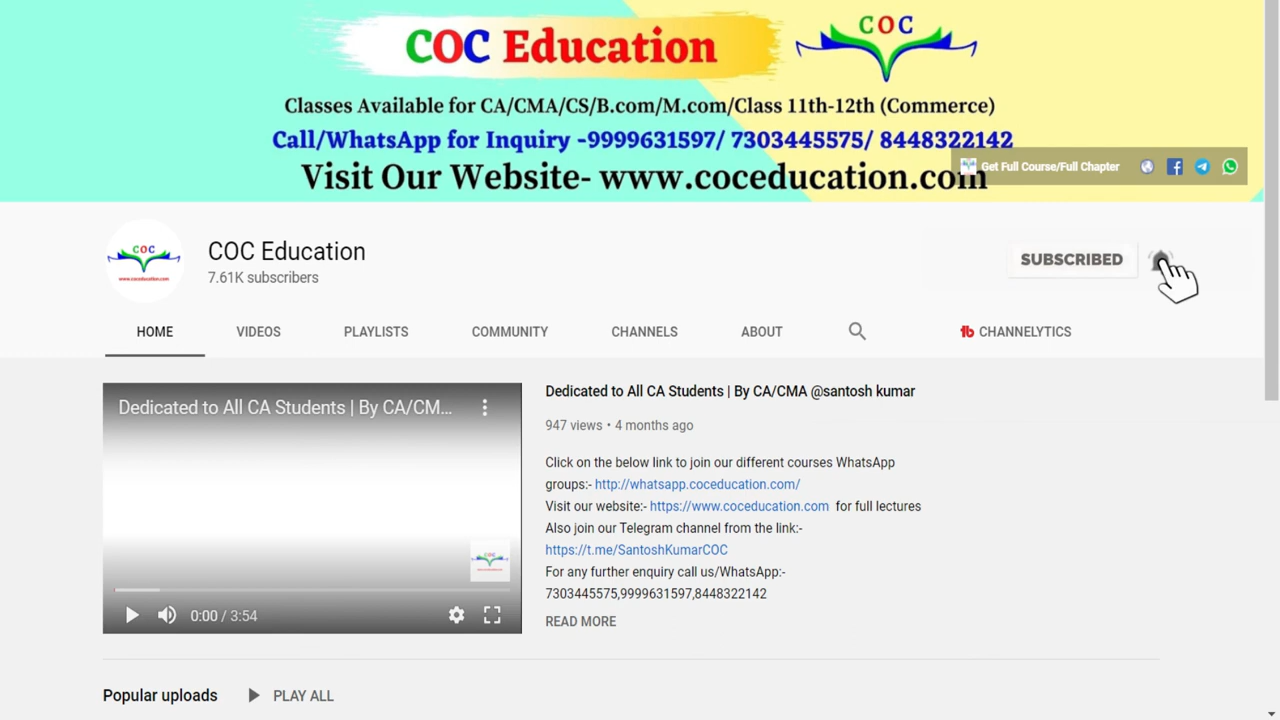 COC Education
COC
Classes Available for CA/CMA/CS/B.com/M.com/Class 11th-12th (Commerce)
Call/WhatsApp for Inquiry -9999631597/ 7303445575/ 8448322142
Get Full Course/Full Chapter
Visit Our Website- www.coceducation.com
COC
www.coceducation.com
COC Education
7.61K subscribers
SUBSCRIBED
HOME VIDEOS PLAYLISTS COMMUNITY CHANNELS ABOUT CHANNELYTICS
Dedicated to All CA Students | By CA/CM...
0:00 / 3:54
Dedicated to All CA Students | By CA/CMA @santosh kumar
947 views • 4 months ago
Click on the below link to join our different courses WhatsApp
groups:- http://whatsapp.coceducation.com/
Visit our website:- https://www.coceducation.com for full lectures
Also join our Telegram channel from the link:-
https://t.me/SantoshKumarCOC
For any further enquiry call us/WhatsApp:-
7303445575,9999631597,8448322142
READ MORE
Popular uploads PLAY ALL